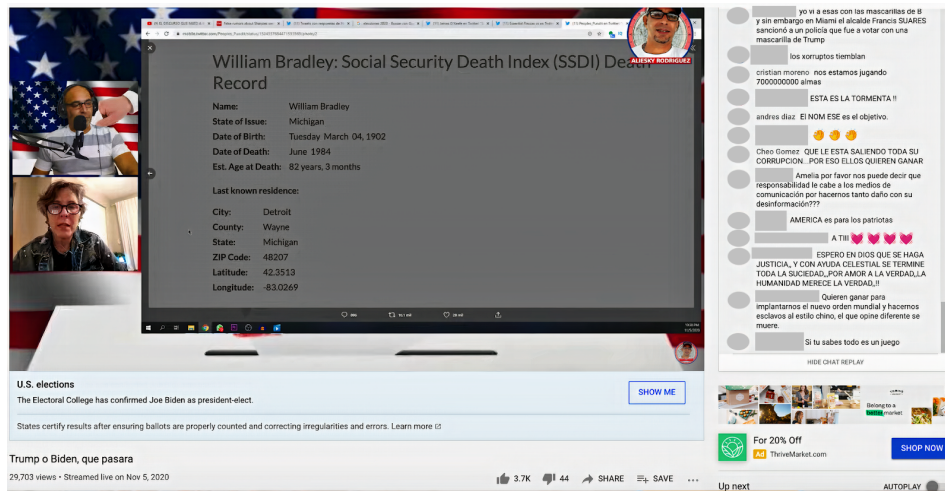 ALIESKY RODRIGUEZ
William Bradley: Social Security Death Index (SSDI) Death
Record
Name: William Bradley
State of Issue: Michigan
Date of Birth: Tuesday March 04, 1902
Date of Death: June 1984
Est. Age at Death: 82 years, 3 months
Last known residence:
City: Detroit
County: Wayne
State: Michigan
ZIP Code: 48207
Latitude: 42.3513
Longitude: -83.0269
U.S. elections
The Electoral College has confirmed Joe Biden as president-elect.
SHOW ME
States certify results after ensuring ballots are properly counted and correcting irregularities and errors. Learn more
Trump o Biden, que pasara
29,703 views • Streamed live on Nov 5, 2020
3.7K 44 SHARE SAVE
yo vi a esas con las mascarillas de B
y sin embargo en Miami el alcalde Francis SUARES
sancionó a un policía que fue a votar con una
mascarilla de Trump
los xorruptos tiemblan
cristian moreno nos estamos jugando
7000000000 almas
ESTA ES LA TORMENTA !!
andres diaz El NOM ESE es el objetivo.
Cheo Gomez QUE LE ESTA SALIENDO TODA SU
CORRUPCION...POR ESO ELLOS QUIEREN GANAR
Amelia por favor nos puede decir que
responsabilidad le cabe a los medios de
comunicación por hacernos tanto daño con su
desinformación???
AMERICA es para los patriotas
A TIII
ESPERO EN DIOS QUE SE HAGA
JUSTICIA,, Y CON AYUDA CELESTIAL SE TERMINE
TODA LA SUCIEDAD,,POR AMOR A LA VERDAD,,LA
HUMANIDAD MERECE LA VERDAD,,!!
Quieren ganar para
implantarnos el nuevo orden mundial y hacernos
esclavos al estilo chino, el que opine diferente se
muere.
Si tu sabes todo es un juego
HIDE CHAT REPLAY
Belong to a
better market
For 20% Off
Ad ThriveMarket.com
SHOP NOW
Up next
AUTOPLAY